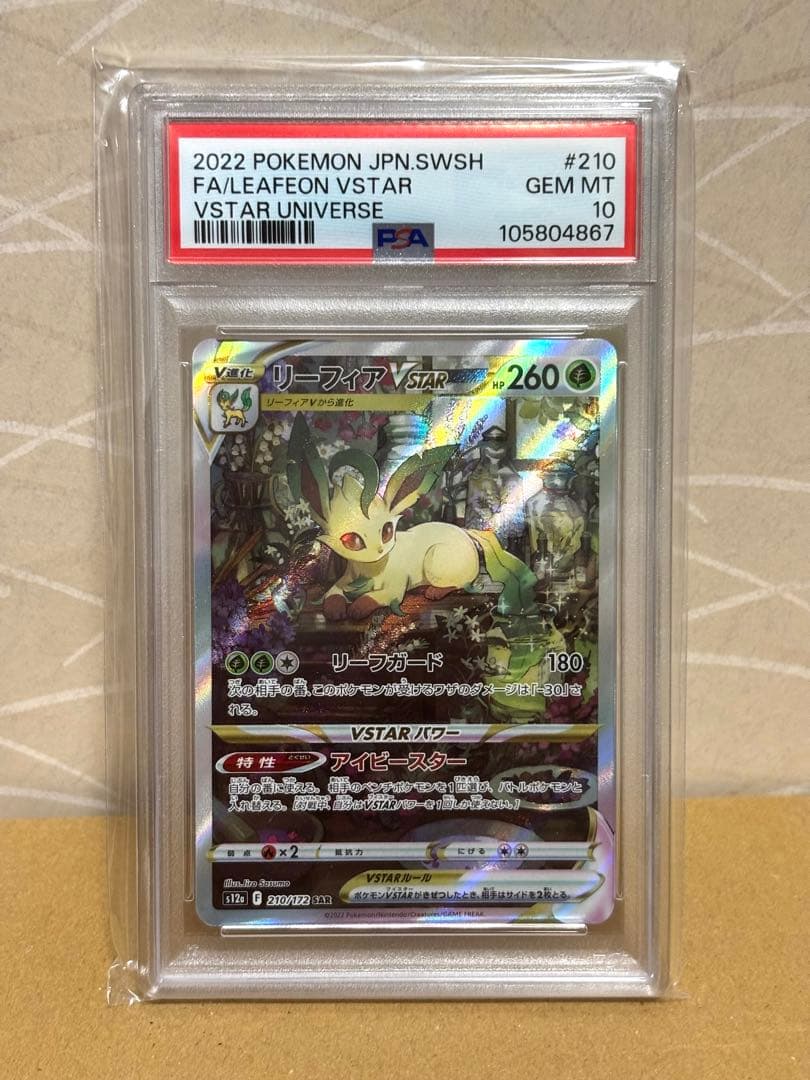 2022 POKEMON JPN.SWSH #210
FA/LEAFEON VSTAR GEM MT
VSTAR UNIVERSE 10
PSA 105804867
V進化 リーフィアVSTAR HP 260
リーフィアVから進化
リーフガード 180
次の相手の番、このポケモンが受けるワザのダメージは「-30」さ
れる。
VSTARパワー
特性 とくせい アイビースター
自分の番に使える。相手のベンチポケモンを1匹選び、バトルポケモンと
入れ替える。[対戦中、自分はVSTARパワーを1回しか使えない。]
弱点 ×2 抵抗力 にげる
Illus.Jiro Sasumo
VSTARルール
ポケモンVSTARがきぜつしたとき、相手はサイドを2枚とる。
s12a F 210/172 SAR
©2022 Pokémon/Nintendo/Creatures/GAME FREAK.